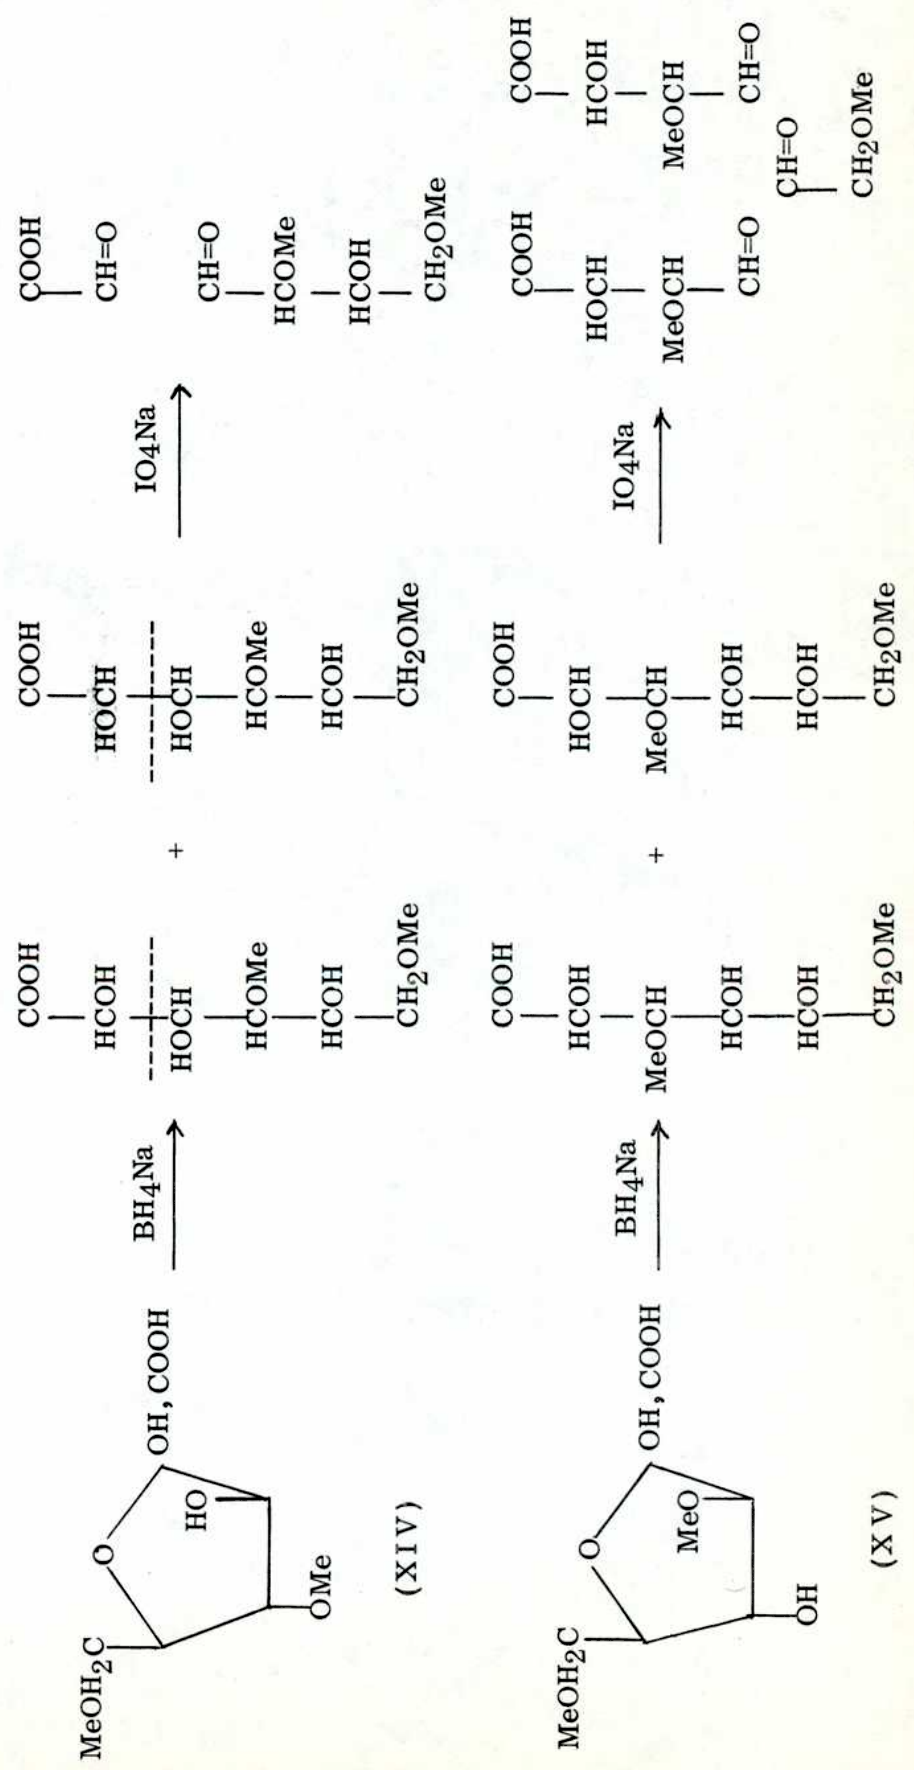 MeOH2C
O
OH, COOH
HO
OMe
(XIV)
BH4Na
COOH
HCOH
HOCH
HCOMe
HCOH
CH2OMe
+
COOH
HOCH
HOCH
HCOMe
HCOH
CH2OMe
IO4Na
COOH
CH=O
CH=O
HCOMe
HCOH
CH2OMe
MeOH2C
O
OH, COOH
MeO
OH
(XV)
BH4Na
COOH
HCOH
MeOCH
HCOH
HCOH
CH2OMe
+
COOH
HOCH
MeOCH
HCOH
HCOH
CH2OMe
IO4Na
COOH
HOCH
MeOCH
CH=O
COOH
HCOH
MeOCH
CH=O
CH=O
CH2OMe